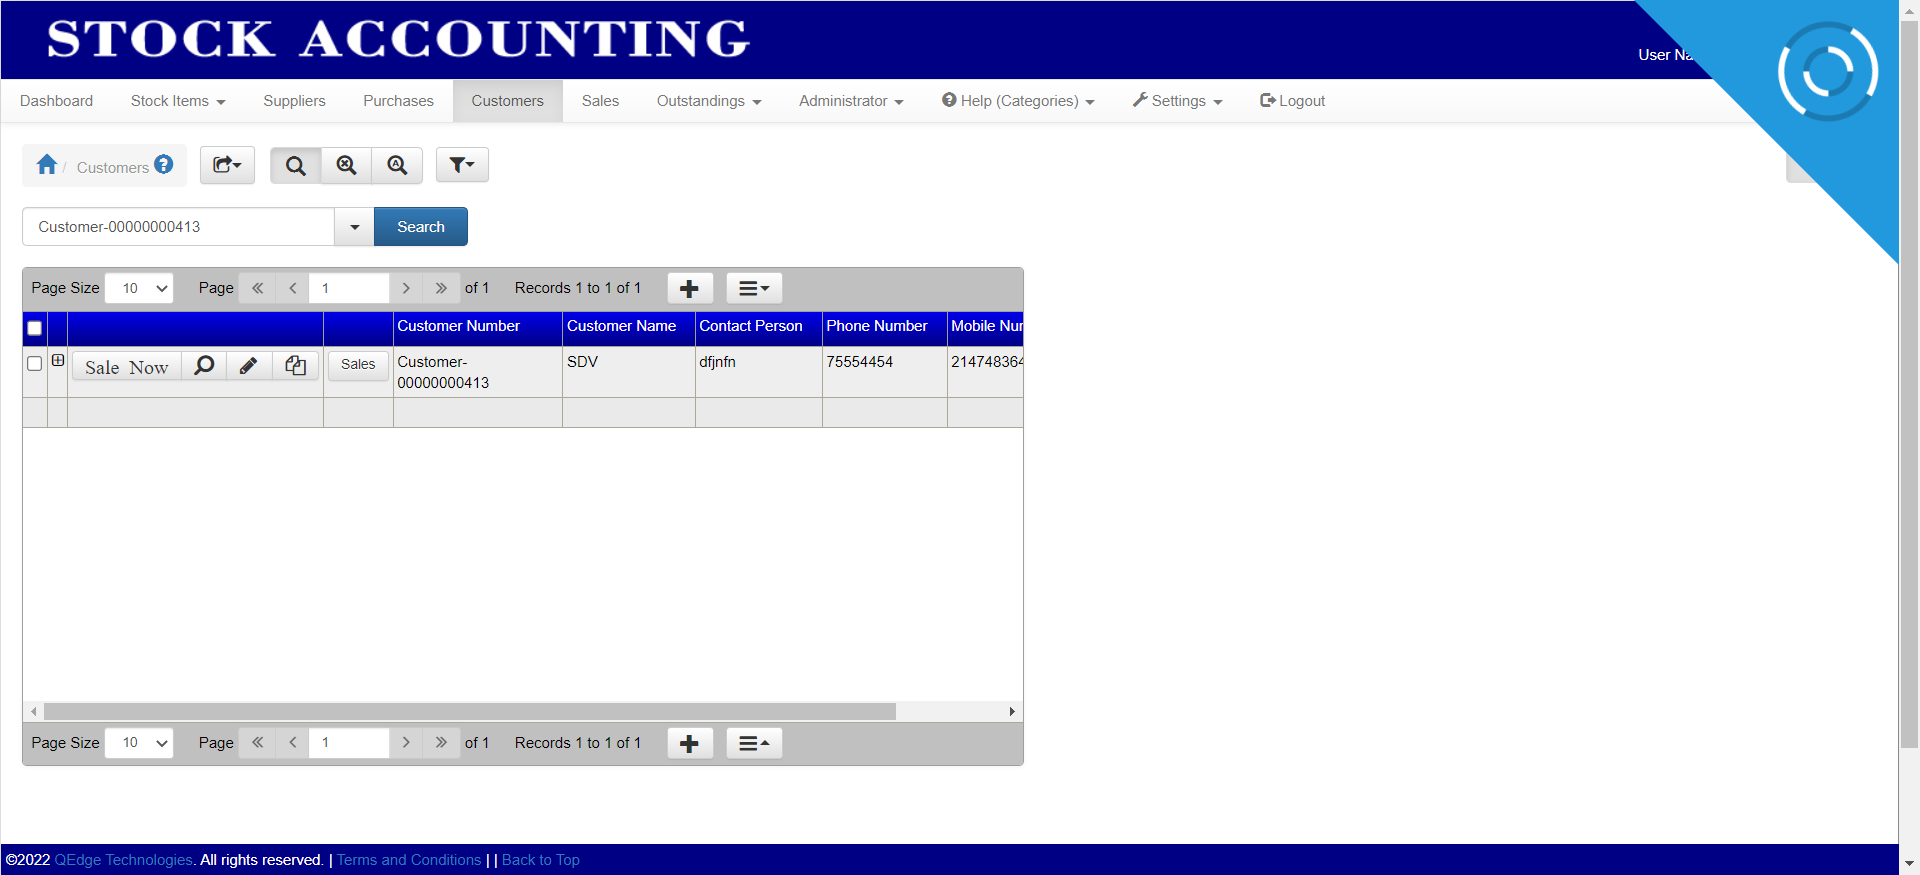 STOCK ACCOUNTING
User Na
Dashboard Stock Items Suppliers Purchases Customers Sales Outstandings Administrator Help (Categories) Settings Logout
/ Customers
Customer-00000000413 Search
Page Size 10 Page 1 of 1 Records 1 to 1 of 1
Customer Number Customer Name Contact Person Phone Number Mobile Nur
Sale Now Sales Customer-00000000413 SDV dfjnfn 75554454 214748364
Page Size 10 Page 1 of 1 Records 1 to 1 of 1
©2022 QEdge Technologies. All rights reserved. | Terms and Conditions | | Back to Top